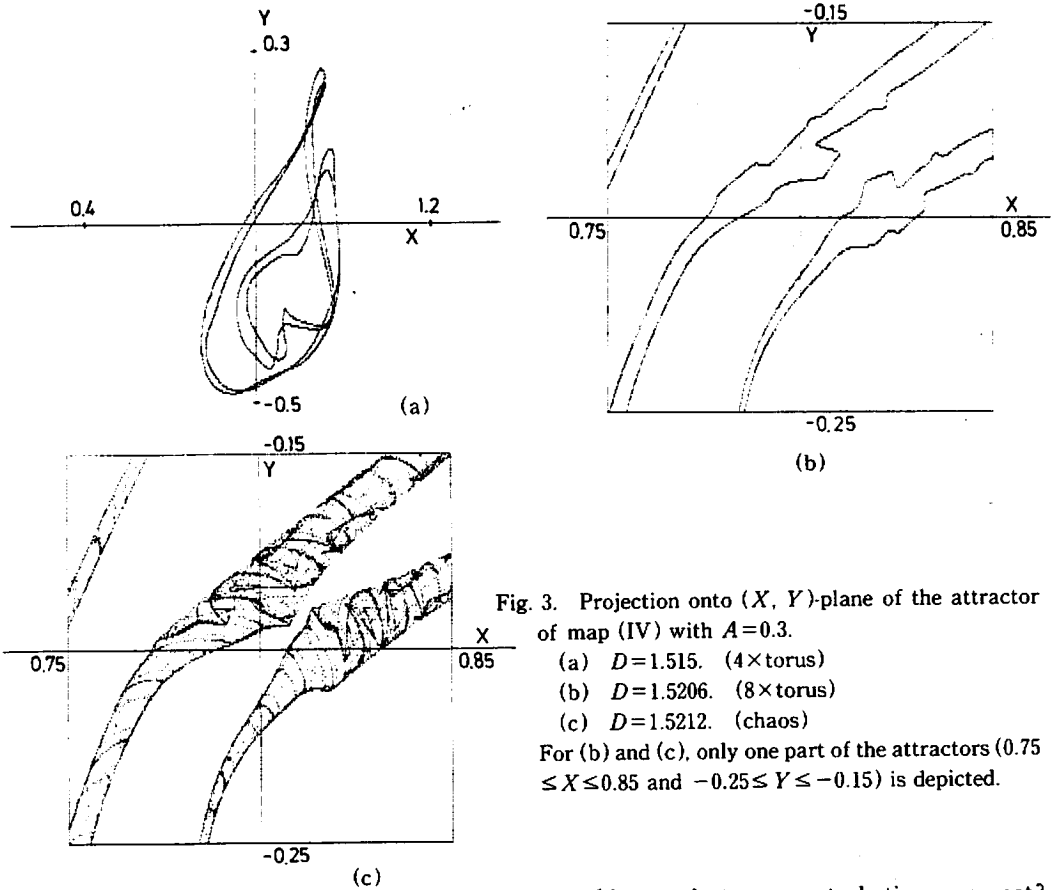 Y
0.3
0.4
1.2
X
-0.5
(a)
-0.15
Y
0.75
X
0.85
-0.25
(b)
-0.15
Y
0.75
X
0.85
-0.25
(c)
Fig. 3. Projection onto (X, Y)-plane of the attractor
of map (IV) with A=0.3.
(a) D=1.515. (4×torus)
(b) D=1.5206. (8×torus)
(c) D=1.5212. (chaos)
For (b) and (c), only one part of the attractors (0.75
≤X≤0.85 and −0.25≤Y≤−0.15) is depicted.